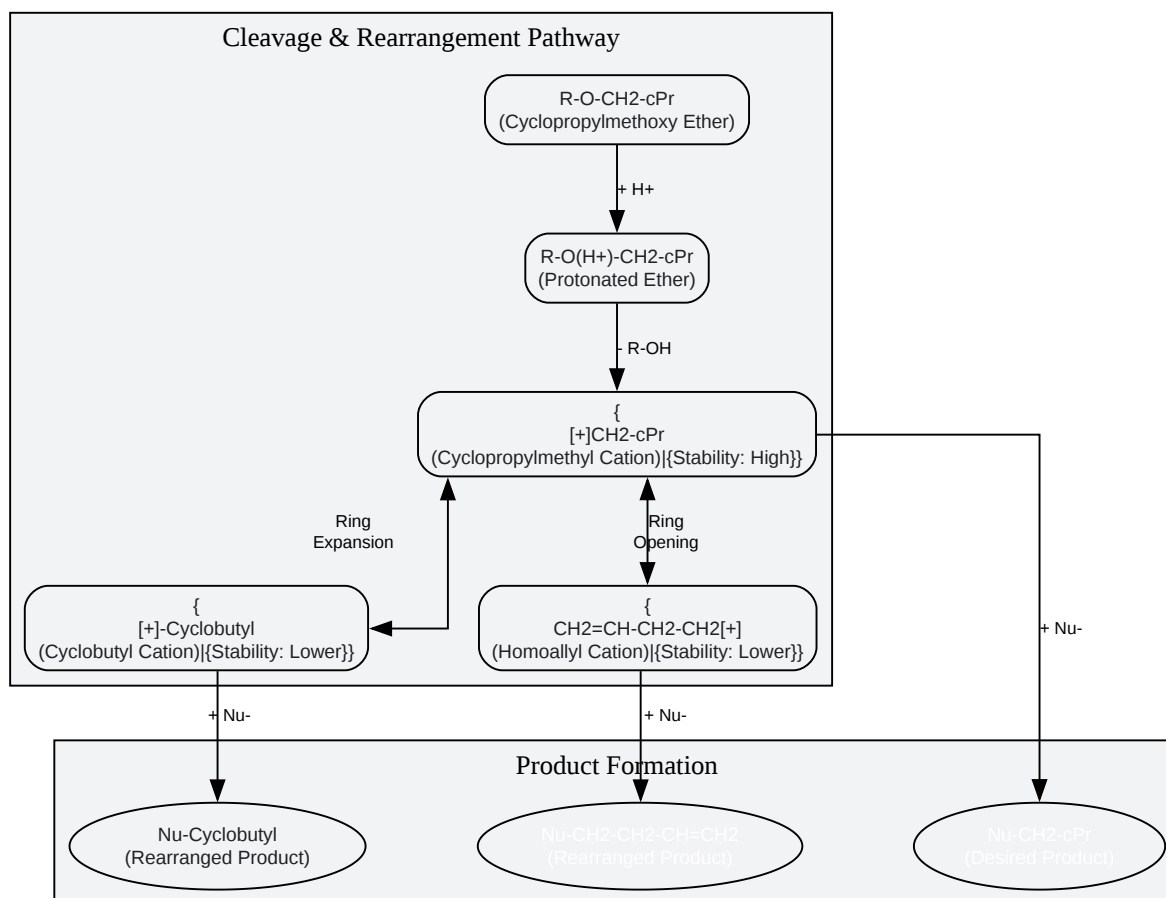 Cleavage & Rearrangement Pathway
R-O-CH2-cPr
(Cyclopropylmethoxy Ether)
+ H+
R-O(H+)-CH2-cPr
(Protonated Ether)
- R-OH
{
[+]CH2-cPr
(Cyclopropylmethyl Cation)|{Stability: High}}
Ring
Expansion
Ring
Opening
{
[+]-Cyclobutyl
(Cyclobutyl Cation)|{Stability: Lower}}
{
CH2=CH-CH2-CH2[+]
(Homoallyl Cation)|{Stability: Lower}}
+ Nu-
+ Nu-
+ Nu-
Product Formation
Nu-Cyclobutyl
(Rearranged Product)
Nu-CH2-CH2-CH=CH2
(Rearranged Product)
Nu-CH2-cPr
(Desired Product)